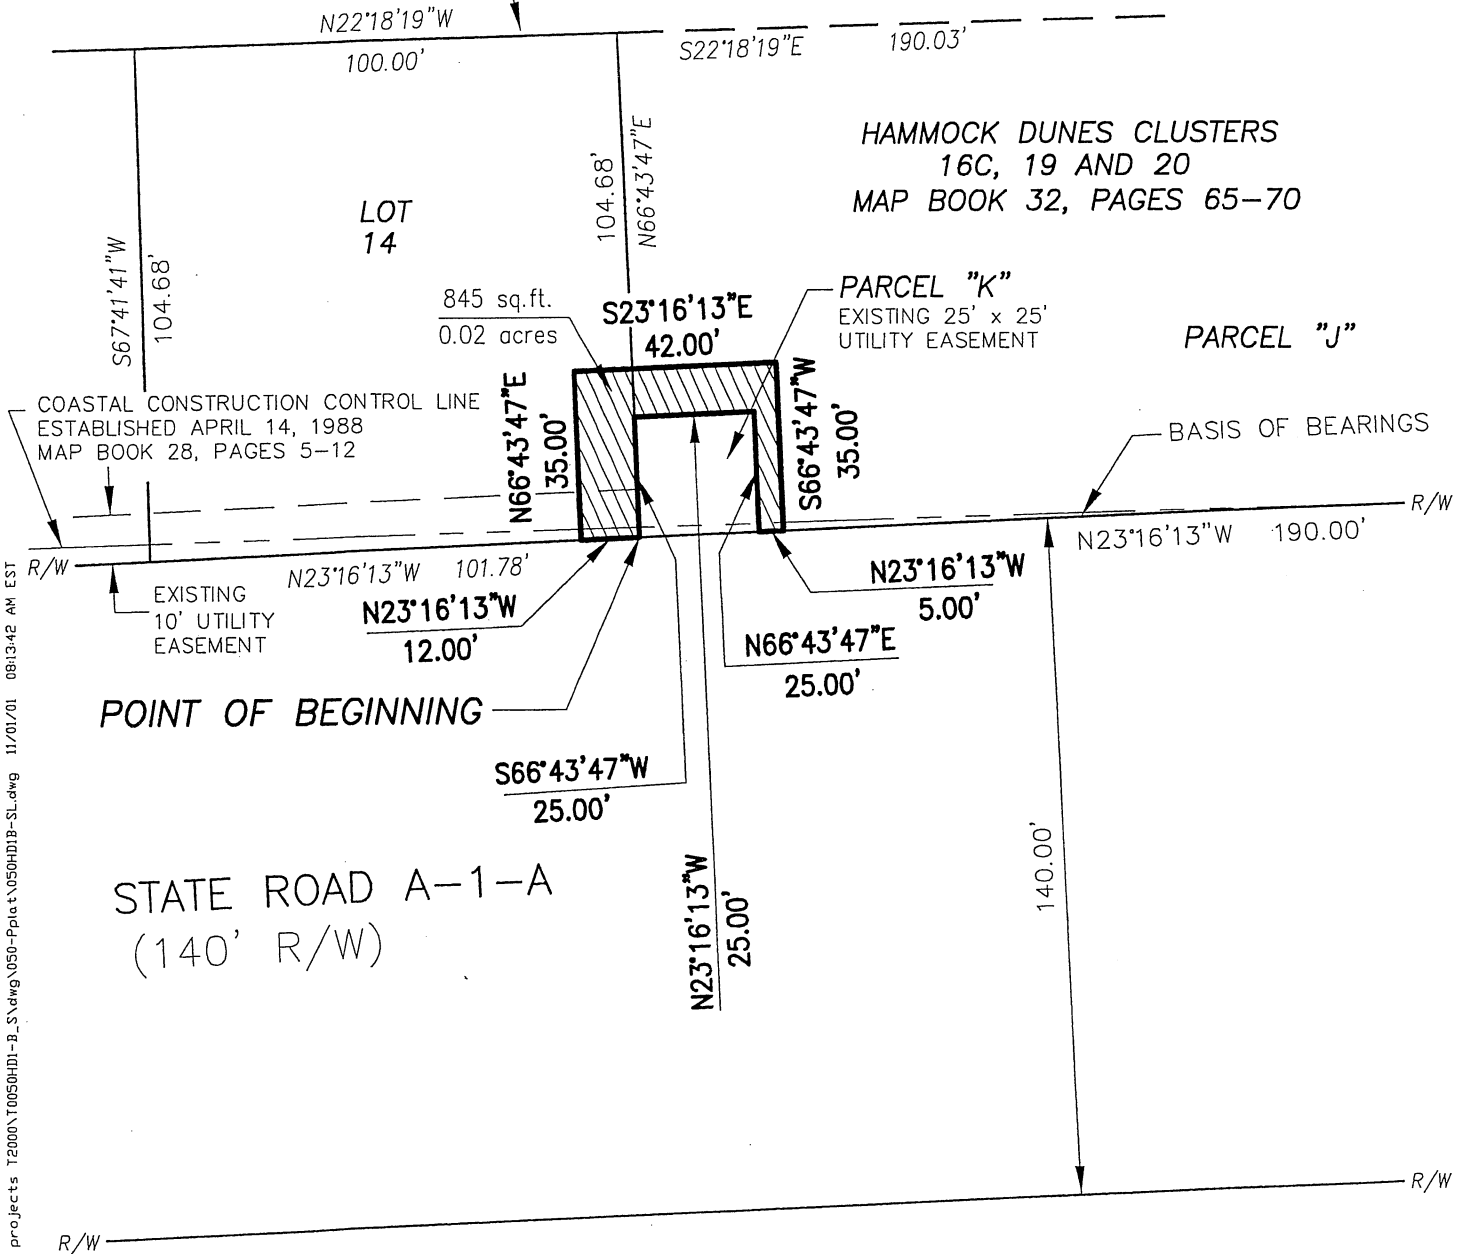 N22°18'19"W
100.00'
S22°18'19"E 190.03'
HAMMOCK DUNES CLUSTERS
16C, 19 AND 20
MAP BOOK 32, PAGES 65-70
S67°41'41"W
104.68'
LOT
14
104.68'
N66°43'47"E
845 sq.ft.
0.02 acres
S23°16'13"E
42.00'
PARCEL "K"
EXISTING 25' x 25'
UTILITY EASEMENT
PARCEL "J"
COASTAL CONSTRUCTION CONTROL LINE
ESTABLISHED APRIL 14, 1988
MAP BOOK 28, PAGES 5-12
N66°43'47"E
35.00'
S66°43'47"W
35.00'
BASIS OF BEARINGS
R/W
N23°16'13"W 190.00'
R/W
N23°16'13"W 101.78'
EXISTING
10' UTILITY
EASEMENT
N23°16'13"W
12.00'
N23°16'13"W
5.00'
N66°43'47"E
25.00'
POINT OF BEGINNING
S66°43'47"W
25.00'
STATE ROAD A-1-A
(140' R/W)
N23°16'13"W
25.00'
140.00'
R/W
R/W
projects T2000\T0050HD1-B_S\dwg\050-Pplat\050HD1B-SL.dwg 11/01/01 08:13:42 AM EST